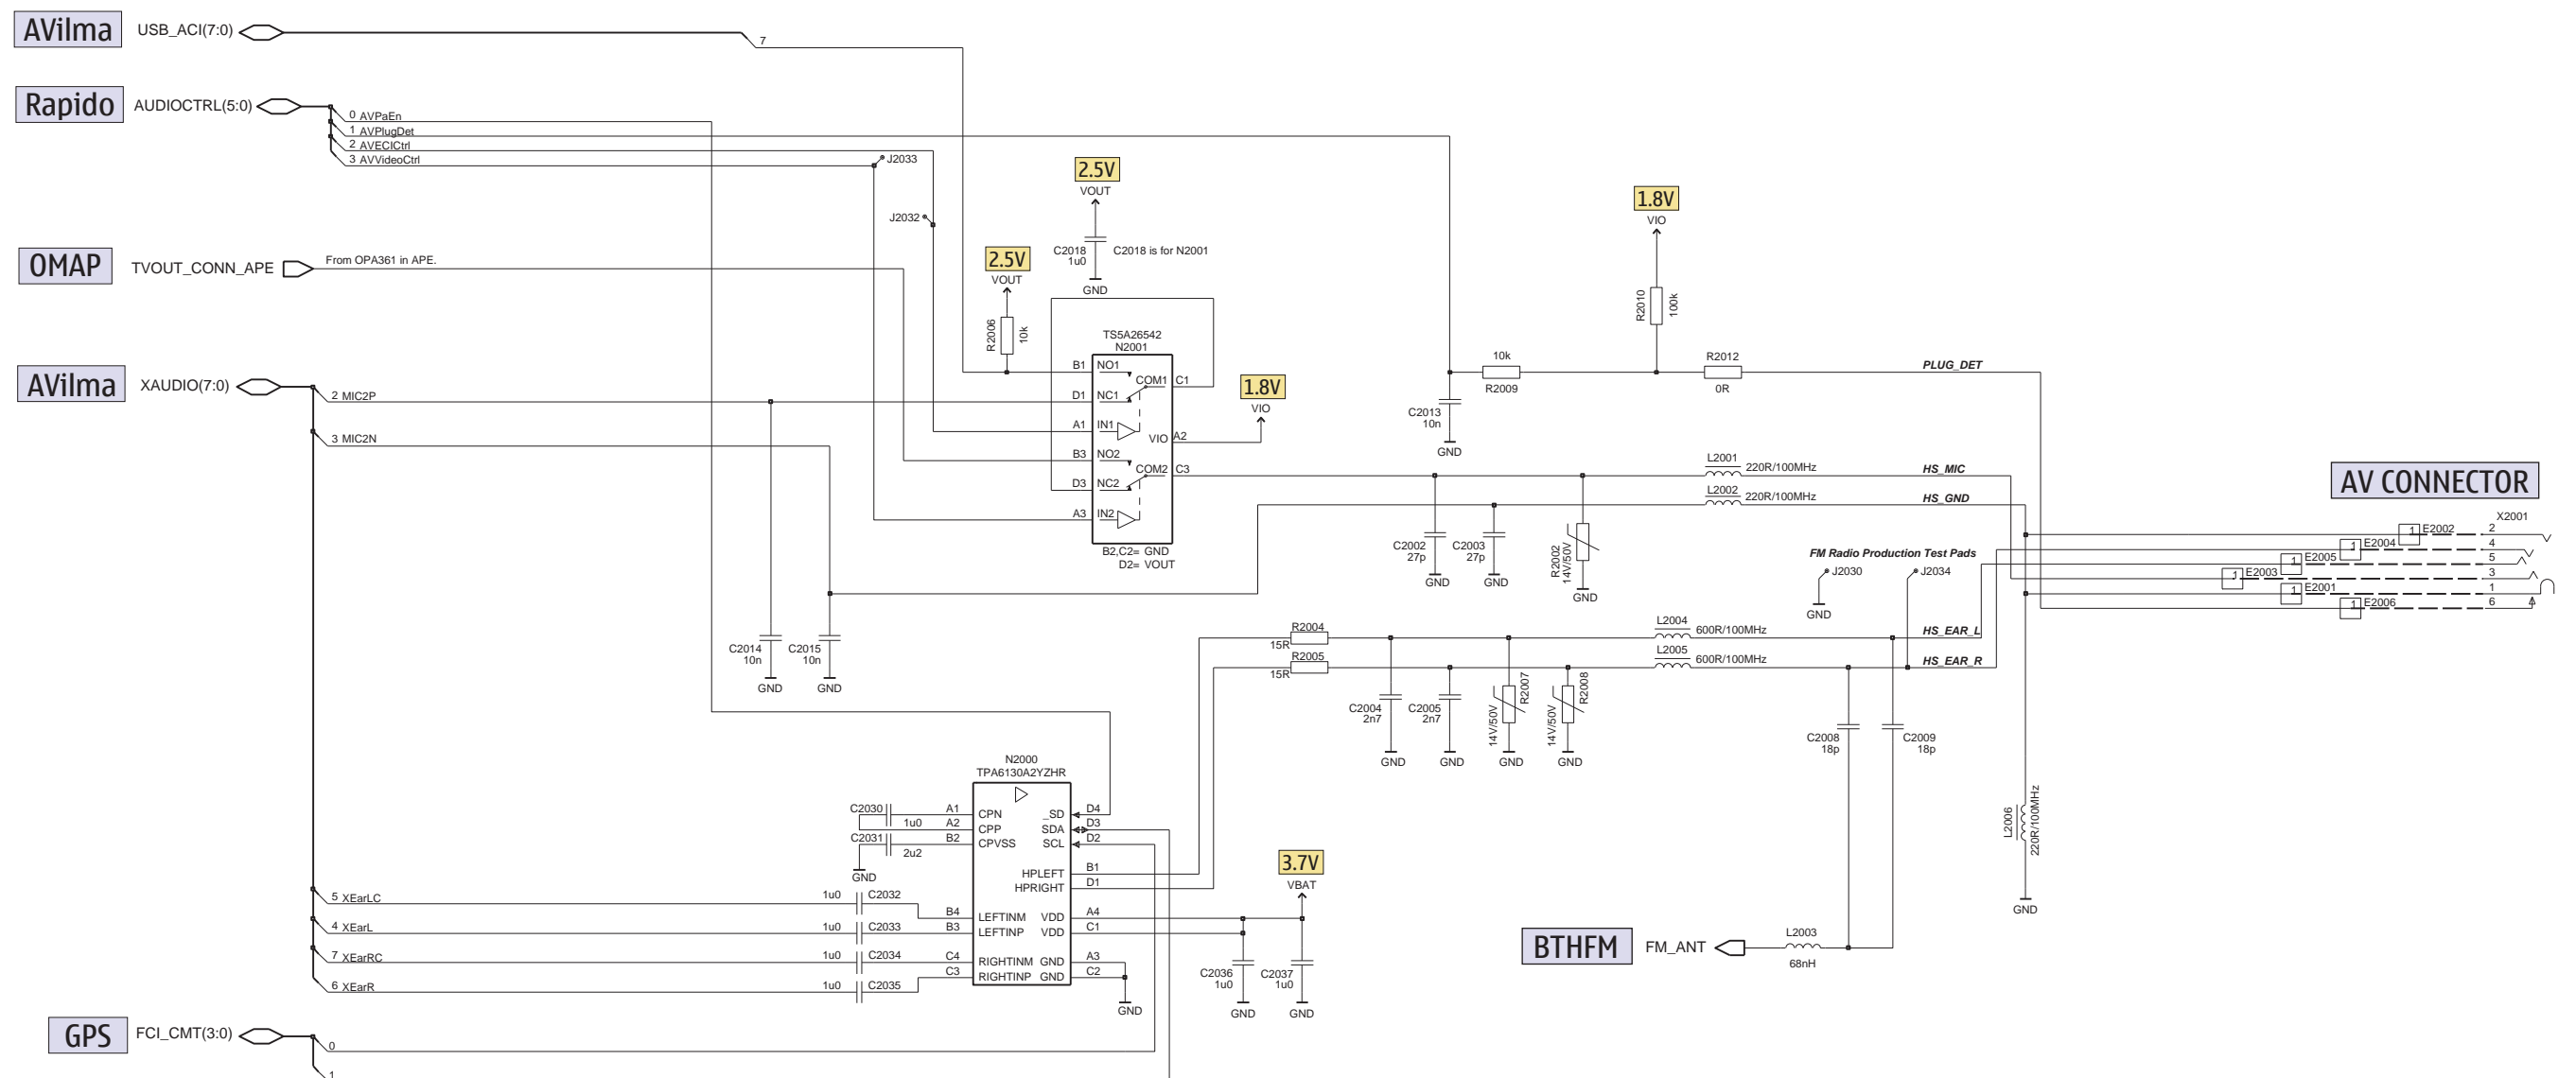 AVilma USB_ACI(7:0)
7
Rapido AUDIOCTRL(5:0)
0 AVPaEn
1 AVPlugDet
2 AVECICtrl
3 AVVideoCtrl
J2033
J2032
2.5V
VOUT
C2018
1u0
C2018 is for N2001
GND
2.5V
VOUT
R2006
10k
1.8V
VIO
R2010
100k
OMAP TVOUT_CONN_APE
From OPA361 in APE.
TS5A26542
N2001
B1 NO1
COM1 C1
D1 NC1
A1 IN1
VIO A2
B3 NO2
COM2 C3
D3 NC2
A3 IN2
B2,C2= GND
D2= VOUT
1.8V
VIO
AVilma XAUDIO(7:0)
2 MIC2P
3 MIC2N
C2014
10n
GND
C2015
10n
GND
10k
R2009
R2012
0R
PLUG_DET
C2013
10n
GND
L2001
220R/100MHz
HS_MIC
L2002
220R/100MHz
HS_GND
C2002
27p
GND
C2003
27p
GND
R2002
14V/50V
GND
FM Radio Production Test Pads
J2030
J2034
GND
AV CONNECTOR
X2001
1 E2002 2
1 E2004 4
1 E2005 5
1 E2003 3
1 E2001 1
1 E2006 6
R2004
15R
R2005
15R
L2004
600R/100MHz
HS_EAR_L
L2005
600R/100MHz
HS_EAR_R
C2004
2n7
GND
C2005
2n7
GND
14V/50V
R2007
GND
14V/50V
R2008
GND
C2008
18p
C2009
18p
L2006
220R/100MHz
GND
N2000
TPA6130A2YZHR
C2030
1u0
C2031
2u2
GND
A1 CPN
A2 CPP
B2 CPVSS
_SD D4
SDA D3
SCL D2
HPLEFT B1
HPRIGHT D1
B4 LEFTINM VDD A4
B3 LEFTINP VDD C1
C4 RIGHTINM GND A3
C3 RIGHTINP GND C2
GND
5 XEarLC
1u0 C2032
4 XEarL
1u0 C2033
7 XEarRC
1u0 C2034
6 XEarR
1u0 C2035
3.7V
VBAT
C2036
1u0
GND
C2037
1u0
GND
BTHFM FM_ANT
L2003
68nH
GPS FCI_CMT(3:0)
0
1